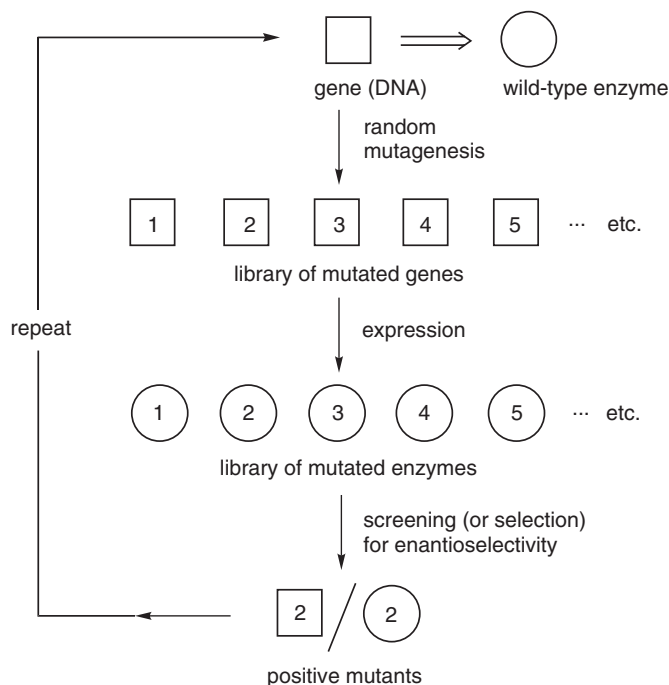 gene (DNA) wild-type enzyme
random
mutagenesis
1 2 3 4 5 ... etc.
library of mutated genes
repeat expression
1 2 3 4 5 ... etc.
library of mutated enzymes
screening (or selection)
for enantioselectivity
2 / 2
positive mutants